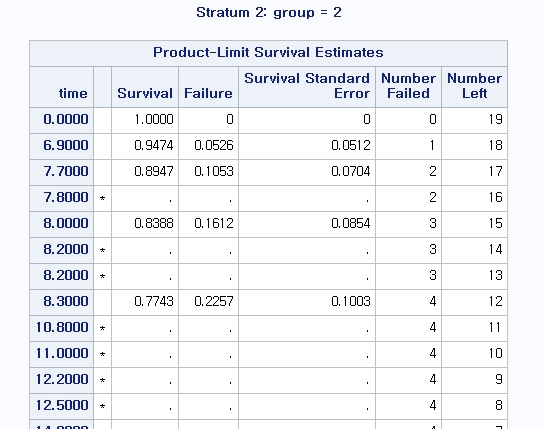 Stratum 2: group = 2
Product-Limit Survival Estimates
time Survival Failure Survival Standard Error Number Failed Number Left
0.0000 1.0000 0 0 0 19
6.9000 0.9474 0.0526 0.0512 1 18
7.7000 0.8947 0.1053 0.0704 2 17
7.8000 * . . . 2 16
8.0000 0.8388 0.1612 0.0854 3 15
8.2000 * . . . 3 14
8.2000 * . . . 3 13
8.3000 0.7743 0.2257 0.1003 4 12
10.8000 * . . . 4 11
11.0000 * . . . 4 10
12.2000 * . . . 4 9
12.5000 * . . . 4 8